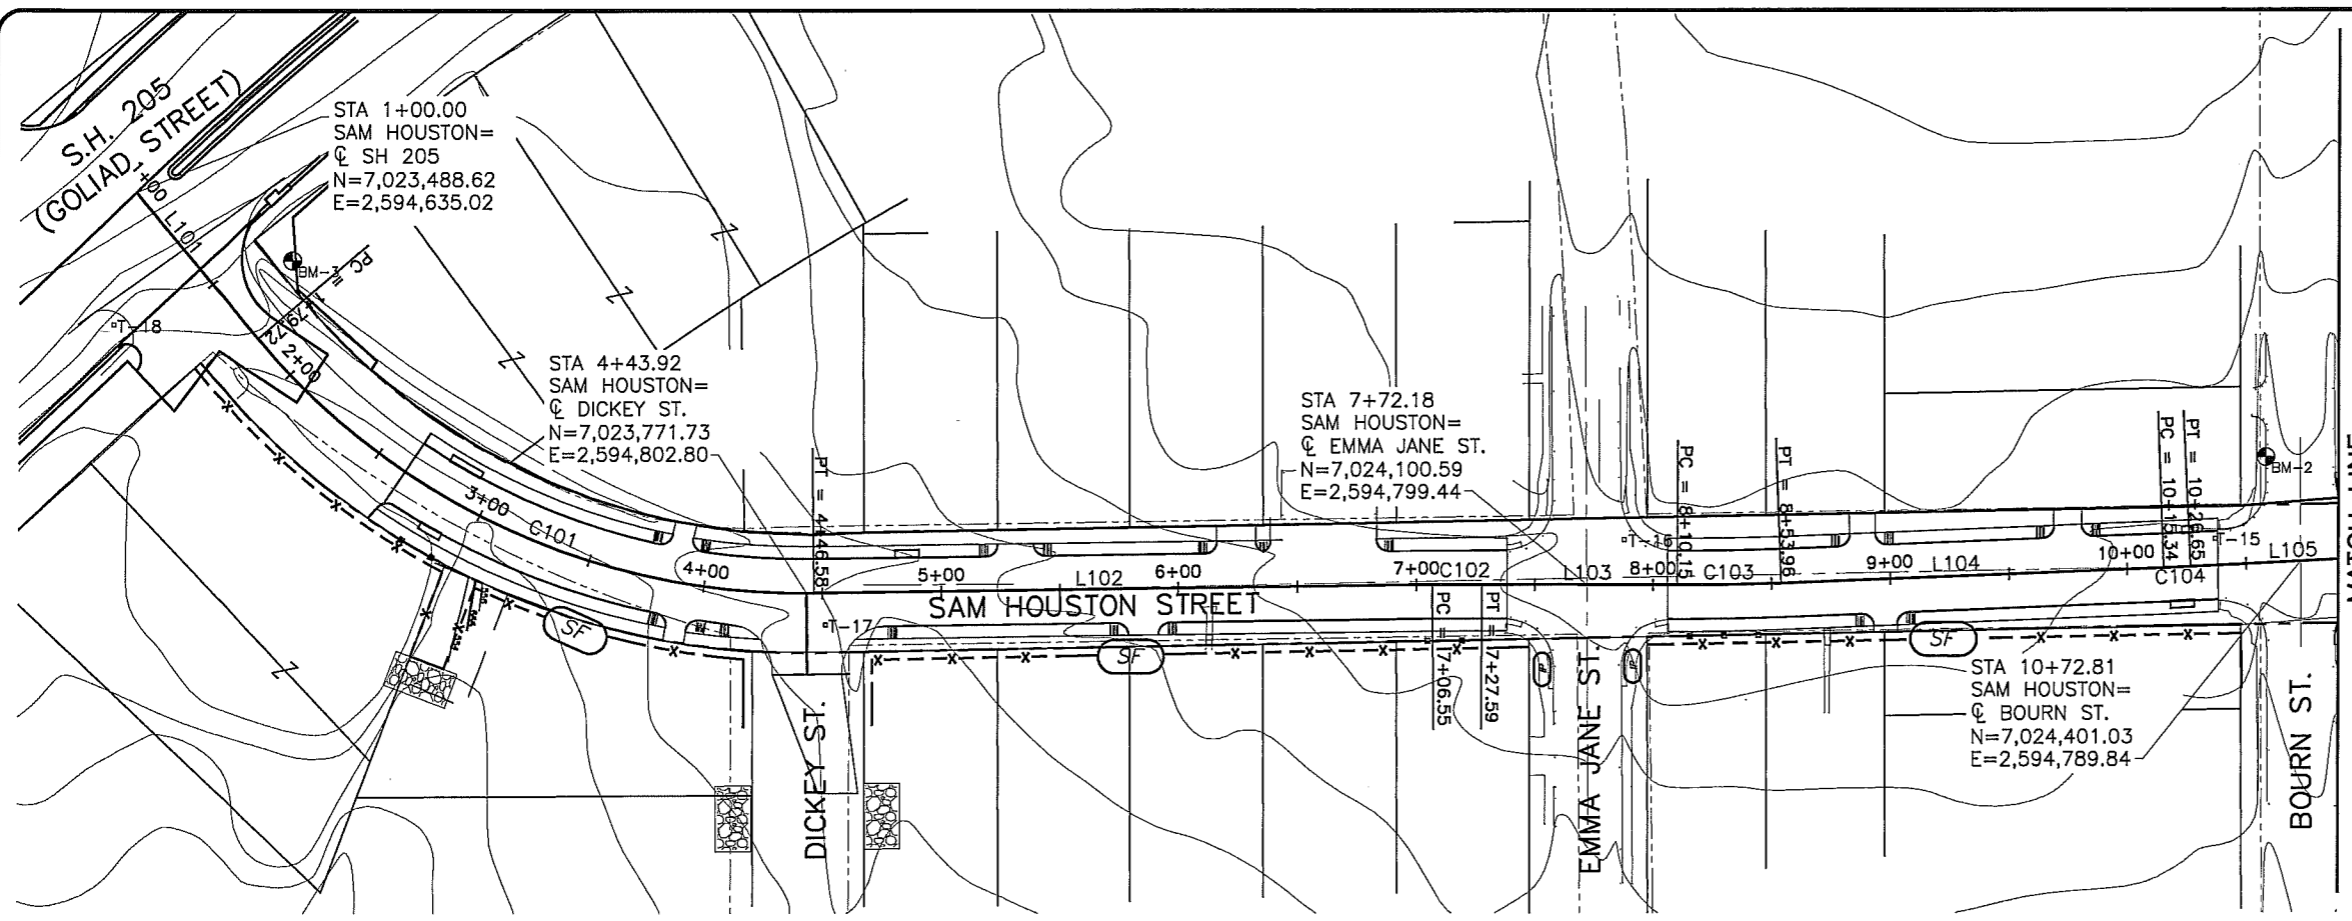 S.H. 205
(GOLIAD STREET)
STA 1+00.00
SAM HOUSTON=
℄ SH 205
N=7,023,488.62
E=2,594,635.02
L101
BM-3
T-18
2+00
STA 4+43.92
SAM HOUSTON=
℄ DICKEY ST.
N=7,023,771.73
E=2,594,802.80
3+00
C101
4+00
PT = 4+46.58
5+00
L102
6+00
7+00
C102
L103
8+00
C103
9+00
L104
10+00
C104
L105
SAM HOUSTON STREET
STA 7+72.18
SAM HOUSTON=
℄ EMMA JANE ST.
N=7,024,100.59
E=2,594,799.44
PC = 7+06.55
PT = 7+27.59
PC = 8+10.15
PT = 8+53.96
PC = 10+15.34
PT = 10+26.65
BM-2
T-15
T-16
T-17
SF
SF
SF
DICKEY ST.
EMMA JANE ST
BOURN ST.
STA 10+72.81
SAM HOUSTON=
℄ BOURN ST.
N=7,024,401.03
E=2,594,789.84